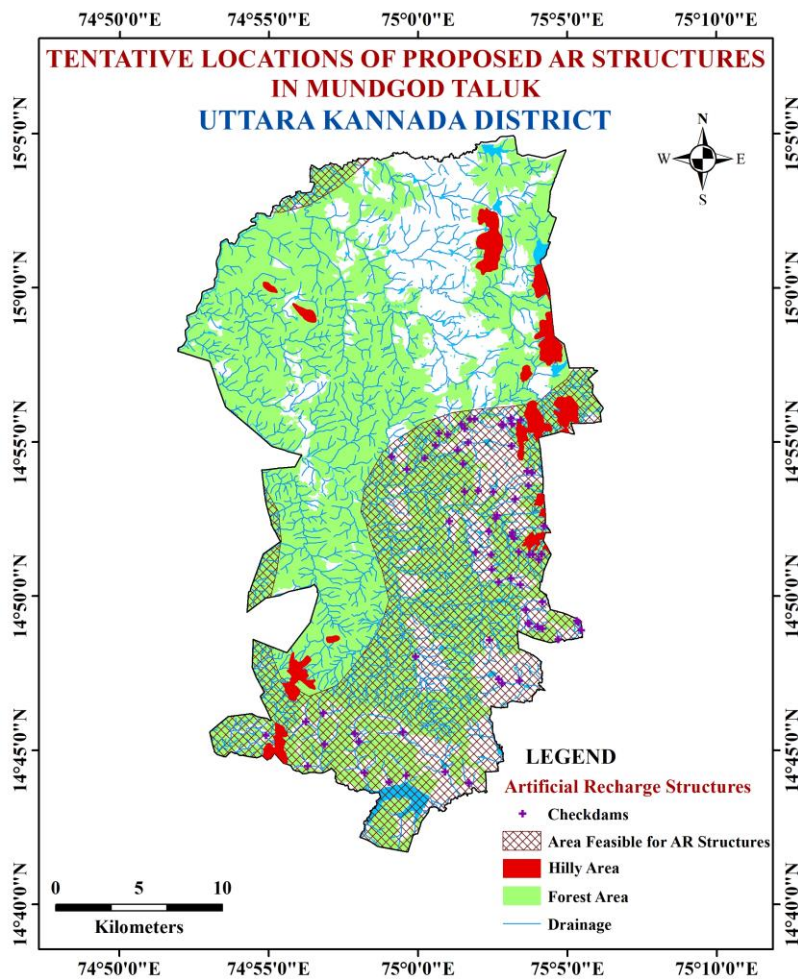 74°50'0"E 74°55'0"E 75°0'0"E 75°5'0"E 75°10'0"E
TENTATIVE LOCATIONS OF PROPOSED AR STRUCTURES
IN MUNDGOD TALUK
UTTARA KANNADA DISTRICT
N
W E
S
15°5'0"N 15°5'0"N
15°0'0"N 15°0'0"N
14°55'0"N 14°55'0"N
14°50'0"N 14°50'0"N
14°45'0"N 14°45'0"N
14°40'0"N 14°40'0"N
LEGEND
Artificial Recharge Structures
Checkdams
Area Feasible for AR Structures
Hilly Area
Forest Area
Drainage
0 5 10
Kilometers
74°50'0"E 74°55'0"E 75°0'0"E 75°5'0"E 75°10'0"E